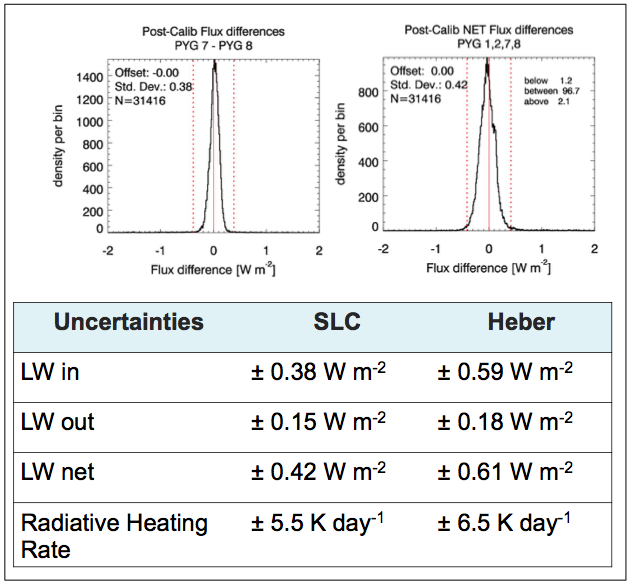 Post-Calib Flux differences
PYG 7 - PYG 8
Offset: -0.00
Std. Dev.: 0.38
N=31416
density per bin
1400
1200
1000
800
600
400
200
0
-2 -1 0 1 2
Flux difference [W m⁻²]
Post-Calib NET Flux differences
PYG 1,2,7,8
Offset: 0.00
Std. Dev.: 0.42
N=31416
below 1.2
between 96.7
above 2.1
density per bin
800
600
400
200
0
-2 -1 0 1 2
Flux difference [W m⁻²]
Uncertainties SLC Heber
LW in ± 0.38 W m⁻² ± 0.59 W m⁻²
LW out ± 0.15 W m⁻² ± 0.18 W m⁻²
LW net ± 0.42 W m⁻² ± 0.61 W m⁻²
Radiative Heating ± 5.5 K day⁻¹ ± 6.5 K day⁻¹
Rate